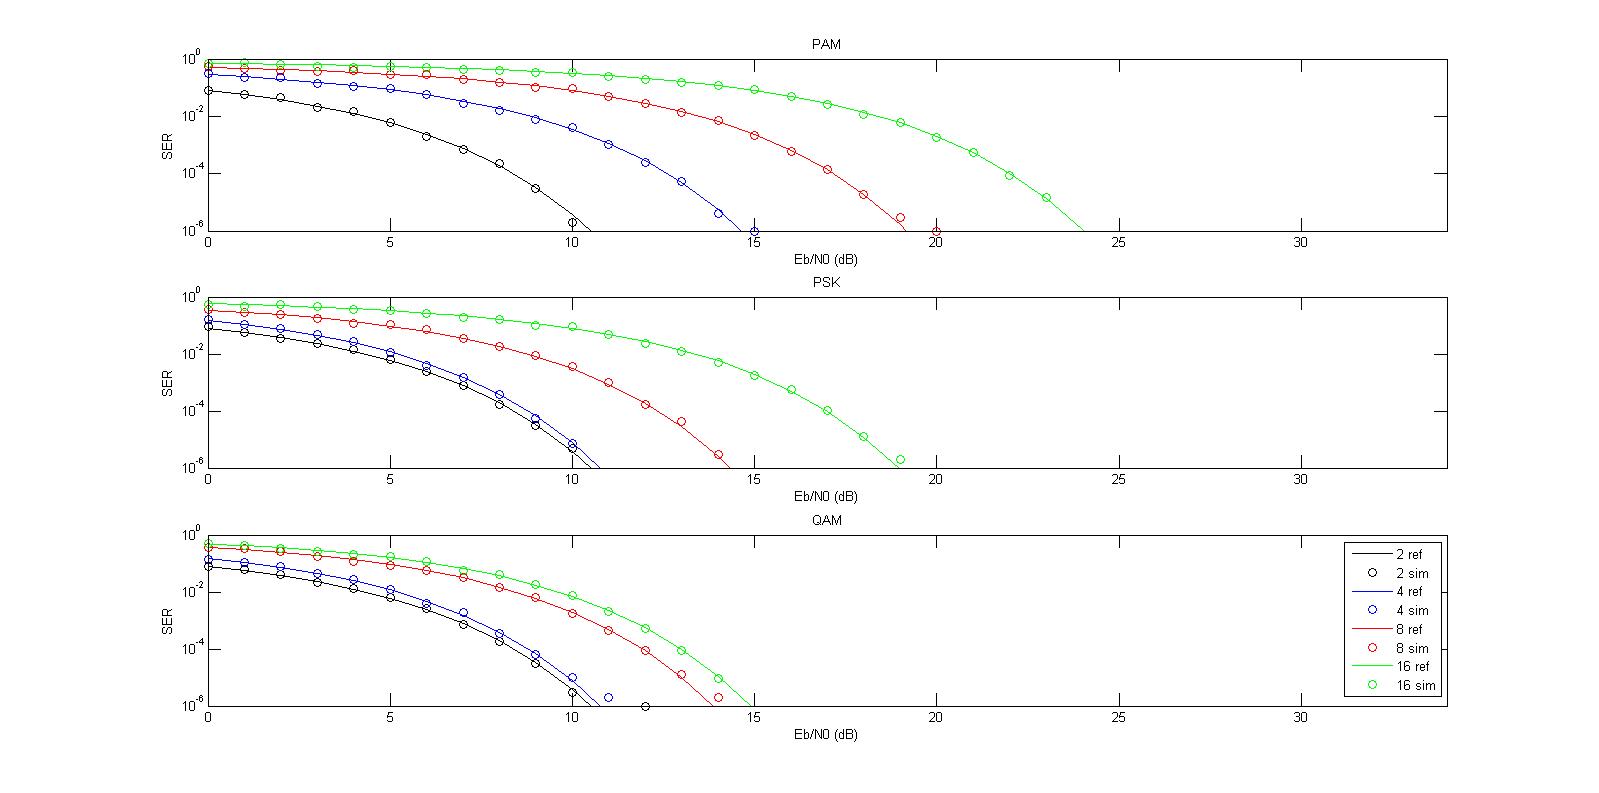 PAM
10^0
10^-2
10^-4
10^-6
SER
0 5 10 15 20 25 30
Eb/N0 (dB)
PSK
10^0
10^-2
10^-4
10^-6
SER
0 5 10 15 20 25 30
Eb/N0 (dB)
QAM
10^0
10^-2
10^-4
10^-6
SER
0 5 10 15 20 25 30
Eb/N0 (dB)
2 ref
2 sim
4 ref
4 sim
8 ref
8 sim
16 ref
16 sim